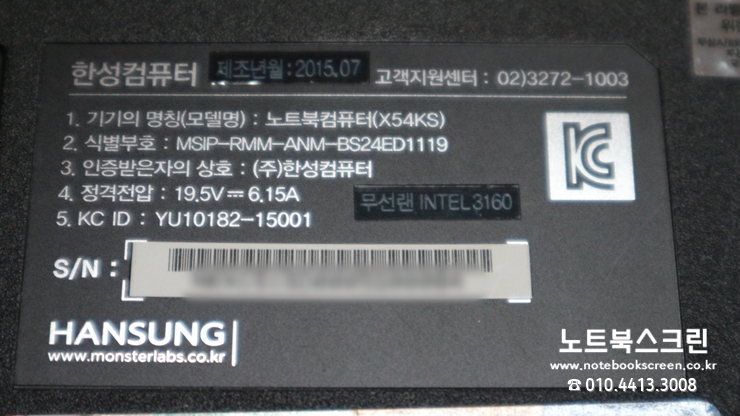 한성컴퓨터 제조년월:2015.07 고객지원센터 : 02)3272-1003
1. 기기의 명칭(모델명) : 노트북컴퓨터(X54KS)
2. 식별부호 : MSIP-RMM-ANM-BS24ED1119
3. 인증받은자의 상호 : (주)한성컴퓨터
4. 정격전압 : 19.5V⎓6.15A
무선랜 INTEL 3160
5. KC ID : YU10182-15001
S/N :
HANSUNG
www.monsterlabs.co.kr
노트북스크린
www.notebookscreen.co.kr
☎ 010.4413.3008